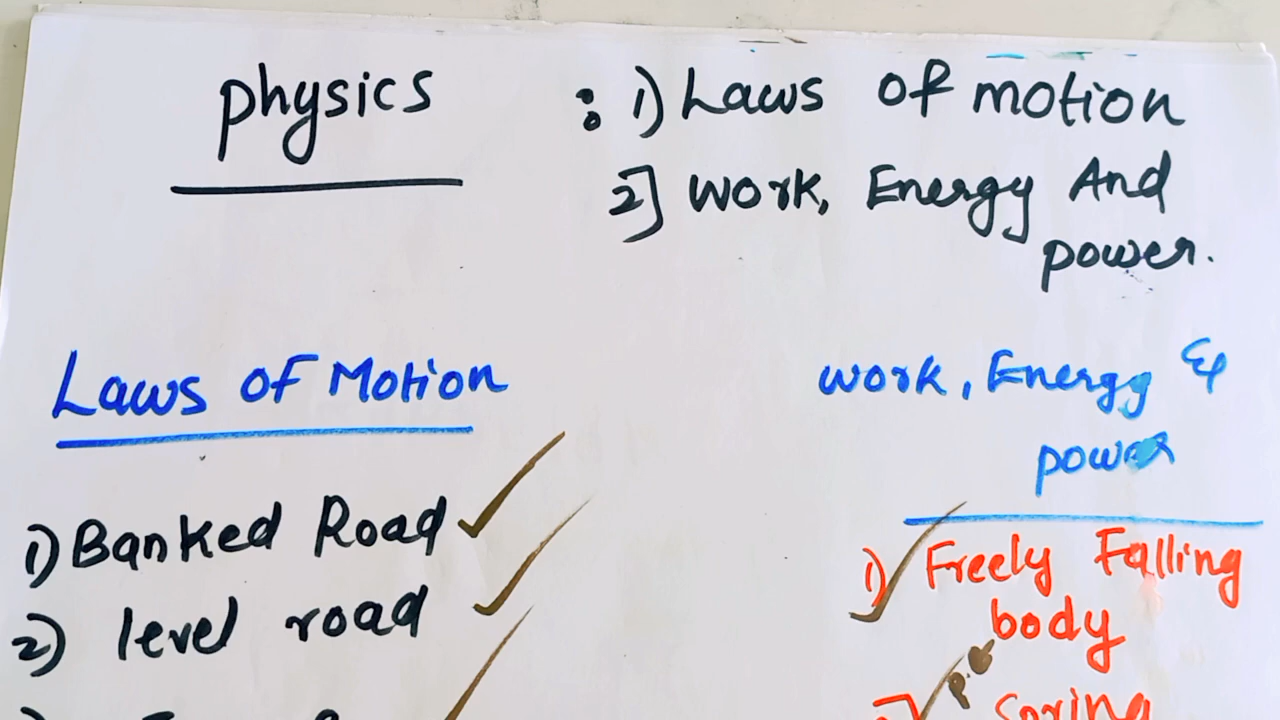 physics : 1) Laws of motion
2] Work, Energy And
power.
Laws of Motion
work, Energy &
power
1) Banked Road
2) level road
1) Freely Falling
body
P.E
Spring